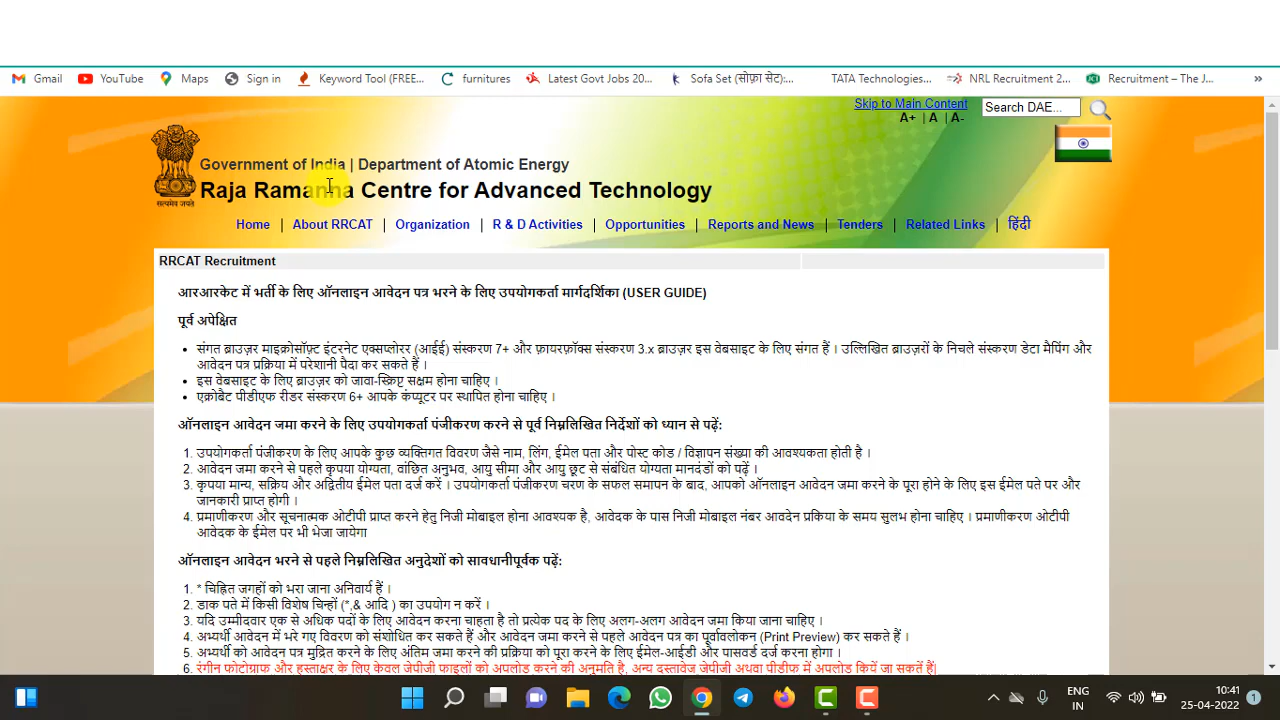 Gmail YouTube Maps Sign in Keyword Tool (FREE... furnitures Latest Govt Jobs 20... Sofa Set (सोफ़ा सेट):... TATA Technologies... NRL Recruitment 2... Recruitment – The J... »
Skip to Main Content Search DAE...
A+ | A | A-
Government of India | Department of Atomic Energy
Raja Ramanna Centre for Advanced Technology
सत्यमेव जयते
Home | About RRCAT | Organization | R & D Activities | Opportunities | Reports and News | Tenders | Related Links | हिंदी
RRCAT Recruitment
आरआरकेट में भर्ती के लिए ऑनलाइन आवेदन पत्र भरने के लिए उपयोगकर्ता मार्गदर्शिका (USER GUIDE)
पूर्व अपेक्षित
• संगत ब्राउज़र माइक्रोसॉफ़्ट इंटरनेट एक्सप्लोरर (आईई) संस्करण 7+ और फ़ायरफ़ॉक्स संस्करण 3.x ब्राउज़र इस वेबसाइट के लिए संगत हैं । उल्लिखित ब्राउज़रों के निचले संस्करण डेटा मैपिंग और
आवेदन पत्र प्रक्रिया में परेशानी पैदा कर सकते हैं ।
• इस वेबसाइट के लिए ब्राउज़र को जावा-स्क्रिप्ट सक्षम होना चाहिए ।
• एक्रोबैट पीडीएफ रीडर संस्करण 6+ आपके कंप्यूटर पर स्थापित होना चाहिए ।
ऑनलाइन आवेदन जमा करने के लिए उपयोगकर्ता पंजीकरण करने से पूर्व निम्नलिखित निर्देशों को ध्यान से पढ़ें:
1. उपयोगकर्ता पंजीकरण के लिए आपके कुछ व्यक्तिगत विवरण जैसे नाम, लिंग, ईमेल पता और पोस्ट कोड / विज्ञापन संख्या की आवश्यकता होती है ।
2. आवेदन जमा करने से पहले कृपया योग्यता, वांछित अनुभव, आयु सीमा और आयु छूट से संबंधित योग्यता मानदंडों को पढ़ें ।
3. कृपया मान्य, सक्रिय और अद्वितीय ईमेल पता दर्ज करें । उपयोगकर्ता पंजीकरण चरण के सफल समापन के बाद, आपको ऑनलाइन आवेदन जमा करने के पूरा होने के लिए इस ईमेल पते पर और
जानकारी प्राप्त होगी ।
4. प्रमाणीकरण और सूचनात्मक ओटीपी प्राप्त करने हेतु निजी मोबाइल होना आवश्यक है, आवेदक के पास निजी मोबाइल नंबर आवदेन प्रकिया के समय सुलभ होना चाहिए । प्रमाणीकरण ओटीपी
आवेदक के ईमेल पर भी भेजा जायेगा
ऑनलाइन आवेदन भरने से पहले निम्नलिखित अनुदेशों को सावधानीपूर्वक पढ़ें:
1. * चिह्नित जगहों को भरा जाना अनिवार्य हैं ।
2. डाक पते में किसी विशेष चिन्हों (*,& आदि ) का उपयोग न करें ।
3. यदि उम्मीदवार एक से अधिक पदों के लिए आवेदन करना चाहता है तो प्रत्येक पद के लिए अलग-अलग आवेदन जमा किया जाना चाहिए ।
4. अभ्यर्थी आवेदन में भरे गए विवरण को संशोधित कर सकते हैं और आवेदन जमा करने से पहले आवेदन पत्र का पूर्वावलोकन (Print Preview) कर सकते हैं ।
5. अभ्यर्थी को आवेदन पत्र मुद्रित करने के लिए अंतिम जमा करने की प्रक्रिया को पूरा करने के लिए ईमेल-आईडी और पासवर्ड दर्ज करना होगा ।
6. रंगीन फोटोग्राफ और हस्ताक्षर के लिए केवल जेपीजी फाइलों को अपलोड करने की अनुमति है, अन्य दस्तावेज जेपीजी अथवा पीडीफ में अपलोड कियें जा सकतें हैं|
ENG 10:41
IN 25-04-2022 1